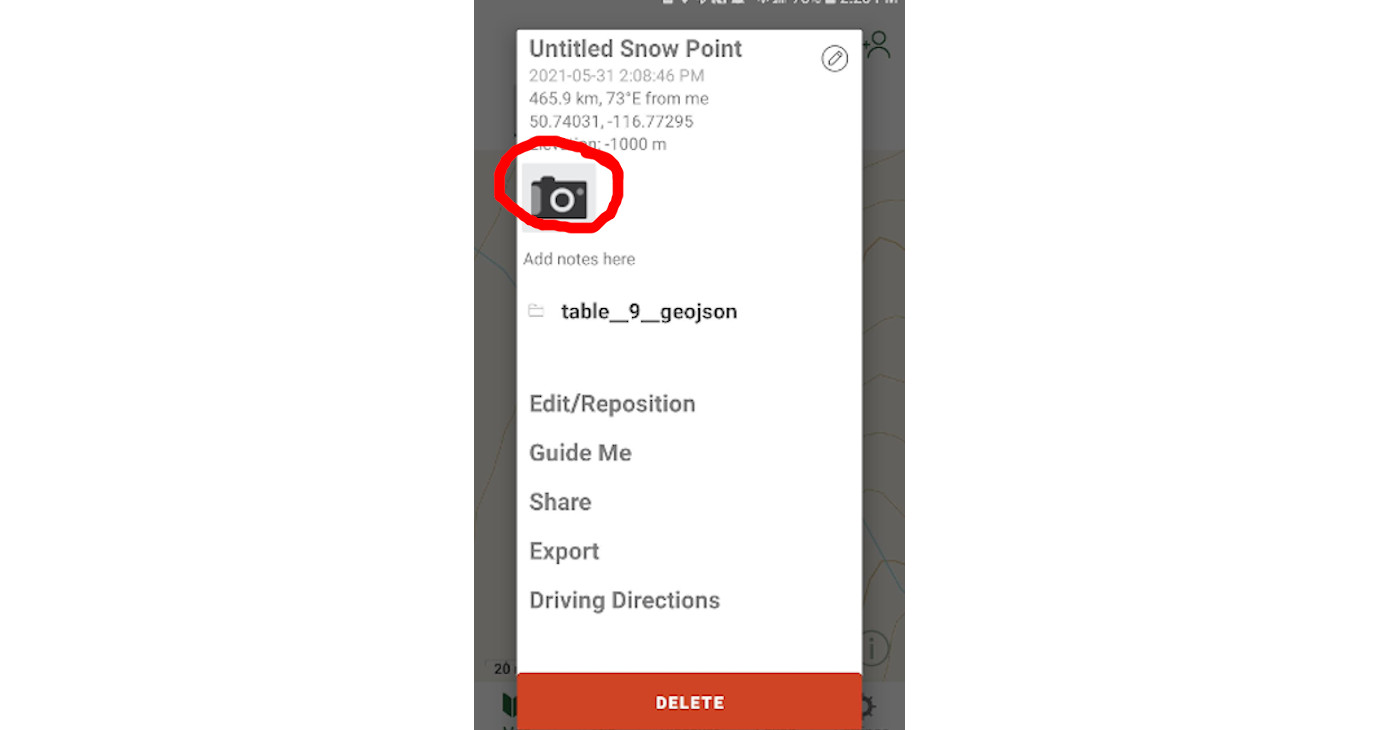 Untitled Snow Point
2021-05-31 2:08:46 PM
465.9 km, 73°E from me
50.74031, -116.77295
Elevation: -1000 m
Add notes here
table__9__geojson
Edit/Reposition
Guide Me
Share
Export
Driving Directions
20
DELETE